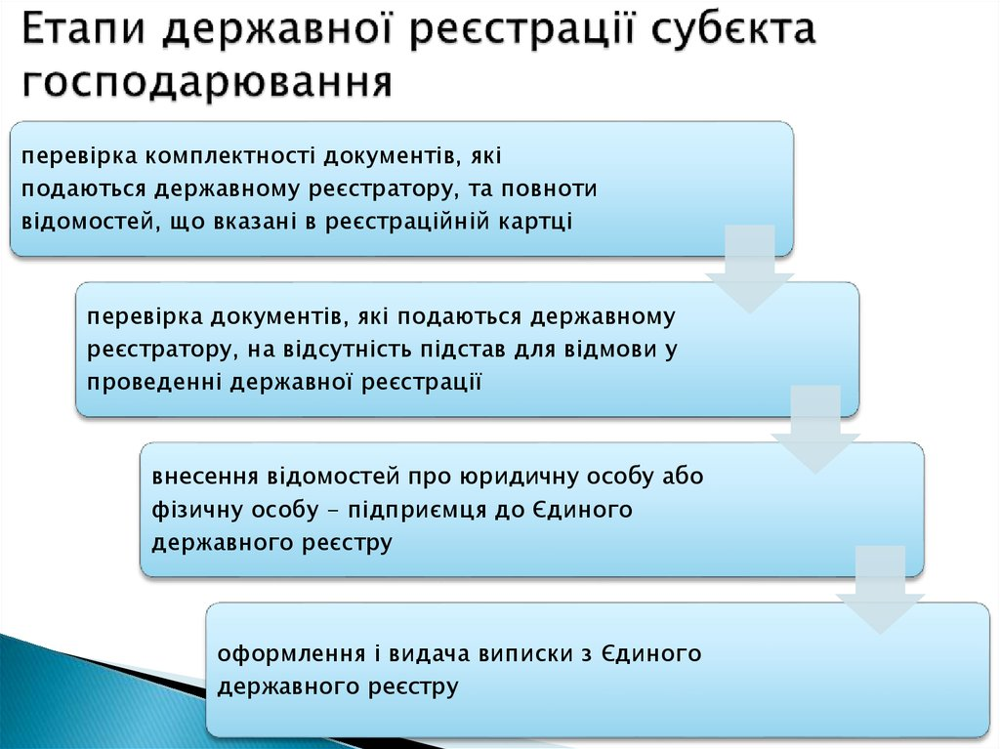 Етапи державної реєстрації субєкта
господарювання
перевірка комплектності документів, які
подаються державному реєстратору, та повноти
відомостей, що вказані в реєстраційній картці
перевірка документів, які подаються державному
реєстратору, на відсутність підстав для відмови у
проведенні державної реєстрації
внесення відомостей про юридичну особу або
фізичну особу - підприємця до Єдиного
державного реєстру
оформлення і видача виписки з Єдиного
державного реєстру